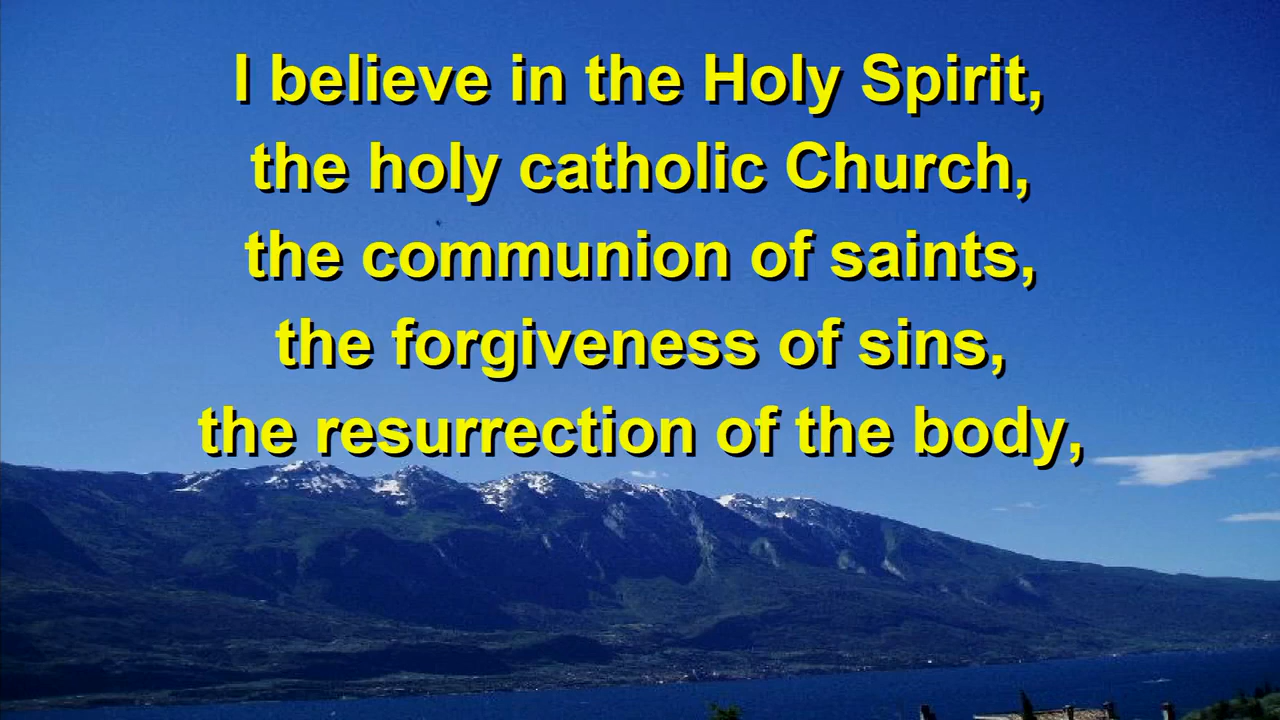 I believe in the Holy Spirit,
the holy catholic Church,
the communion of saints,
the forgiveness of sins,
the resurrection of the body,